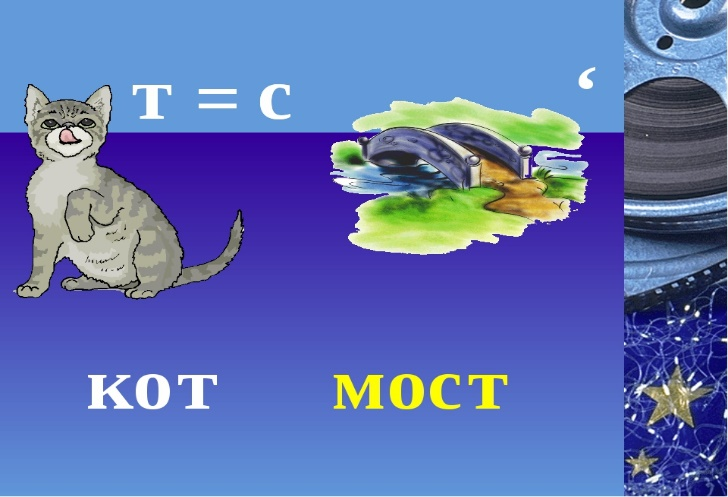 т = с ‘
кот мост